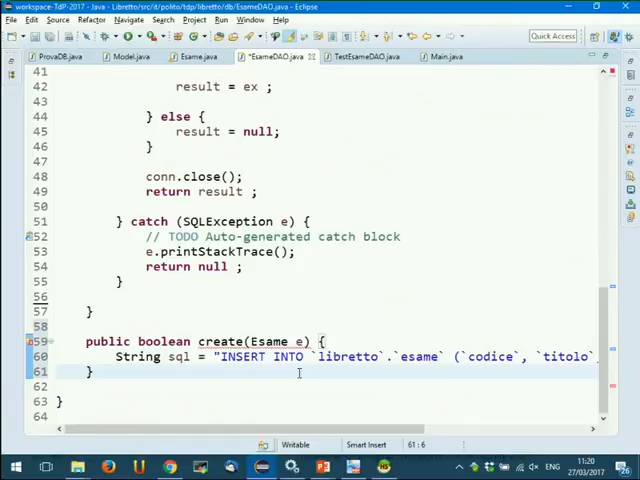 workspace-TdP-2017 - Java - Libretto/src/it/polito/tdp/libretto/db/EsameDAO.java - Eclipse
File Edit Source Refactor Navigate Search Project Run Window Help
Quick Access
ProvaDB.java Model.java Esame.java *EsameDAO.java TestEsameDAO.java Main.java
41
42 result = ex ;
43
44 } else {
45 result = null;
46 }
47
48 conn.close();
49 return result ;
50
51 } catch (SQLException e) {
52 // TODO Auto-generated catch block
53 e.printStackTrace();
54 return null ;
55 }
56
57 }
58
59 public boolean create(Esame e) {
60 String sql = "INSERT INTO `libretto`.`esame` (`codice`, `titolo`,
61 }
62
63 }
64
Writable Smart Insert 61 : 6
ENG 11:20
27/03/2017 26